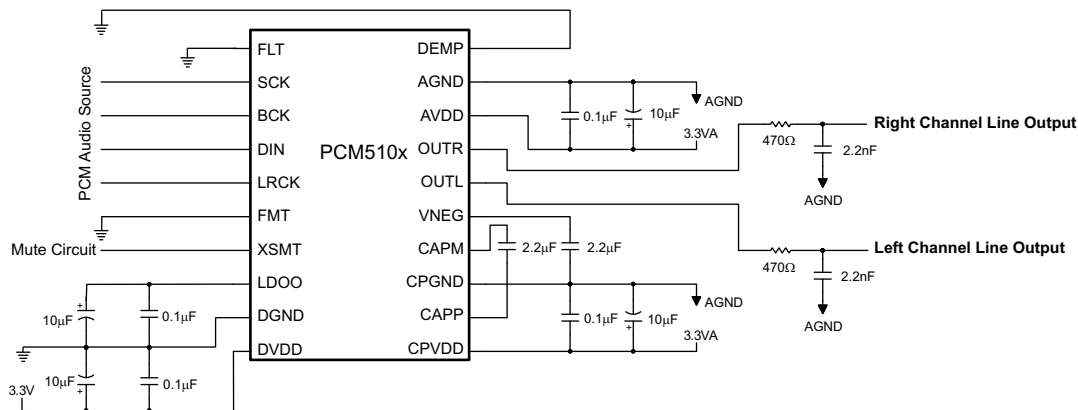 FLT
DEMP
SCK
AGND
AGND
BCK
AVDD
0.1μF
10μF
+
3.3VA
DIN
PCM510x
OUTR
LRCK
OUTL
FMT
VNEG
XSMT
CAPM
LDOO
CPGND
DGND
CAPP
DVDD
CPVDD
PCM Audio Source
Mute Circuit
470Ω
Right Channel Line Output
2.2nF
AGND
2.2μF
2.2μF
470Ω
Left Channel Line Output
2.2nF
AGND
AGND
0.1μF
10μF
+
3.3VA
+
10μF
0.1μF
10μF
+
0.1μF
3.3V